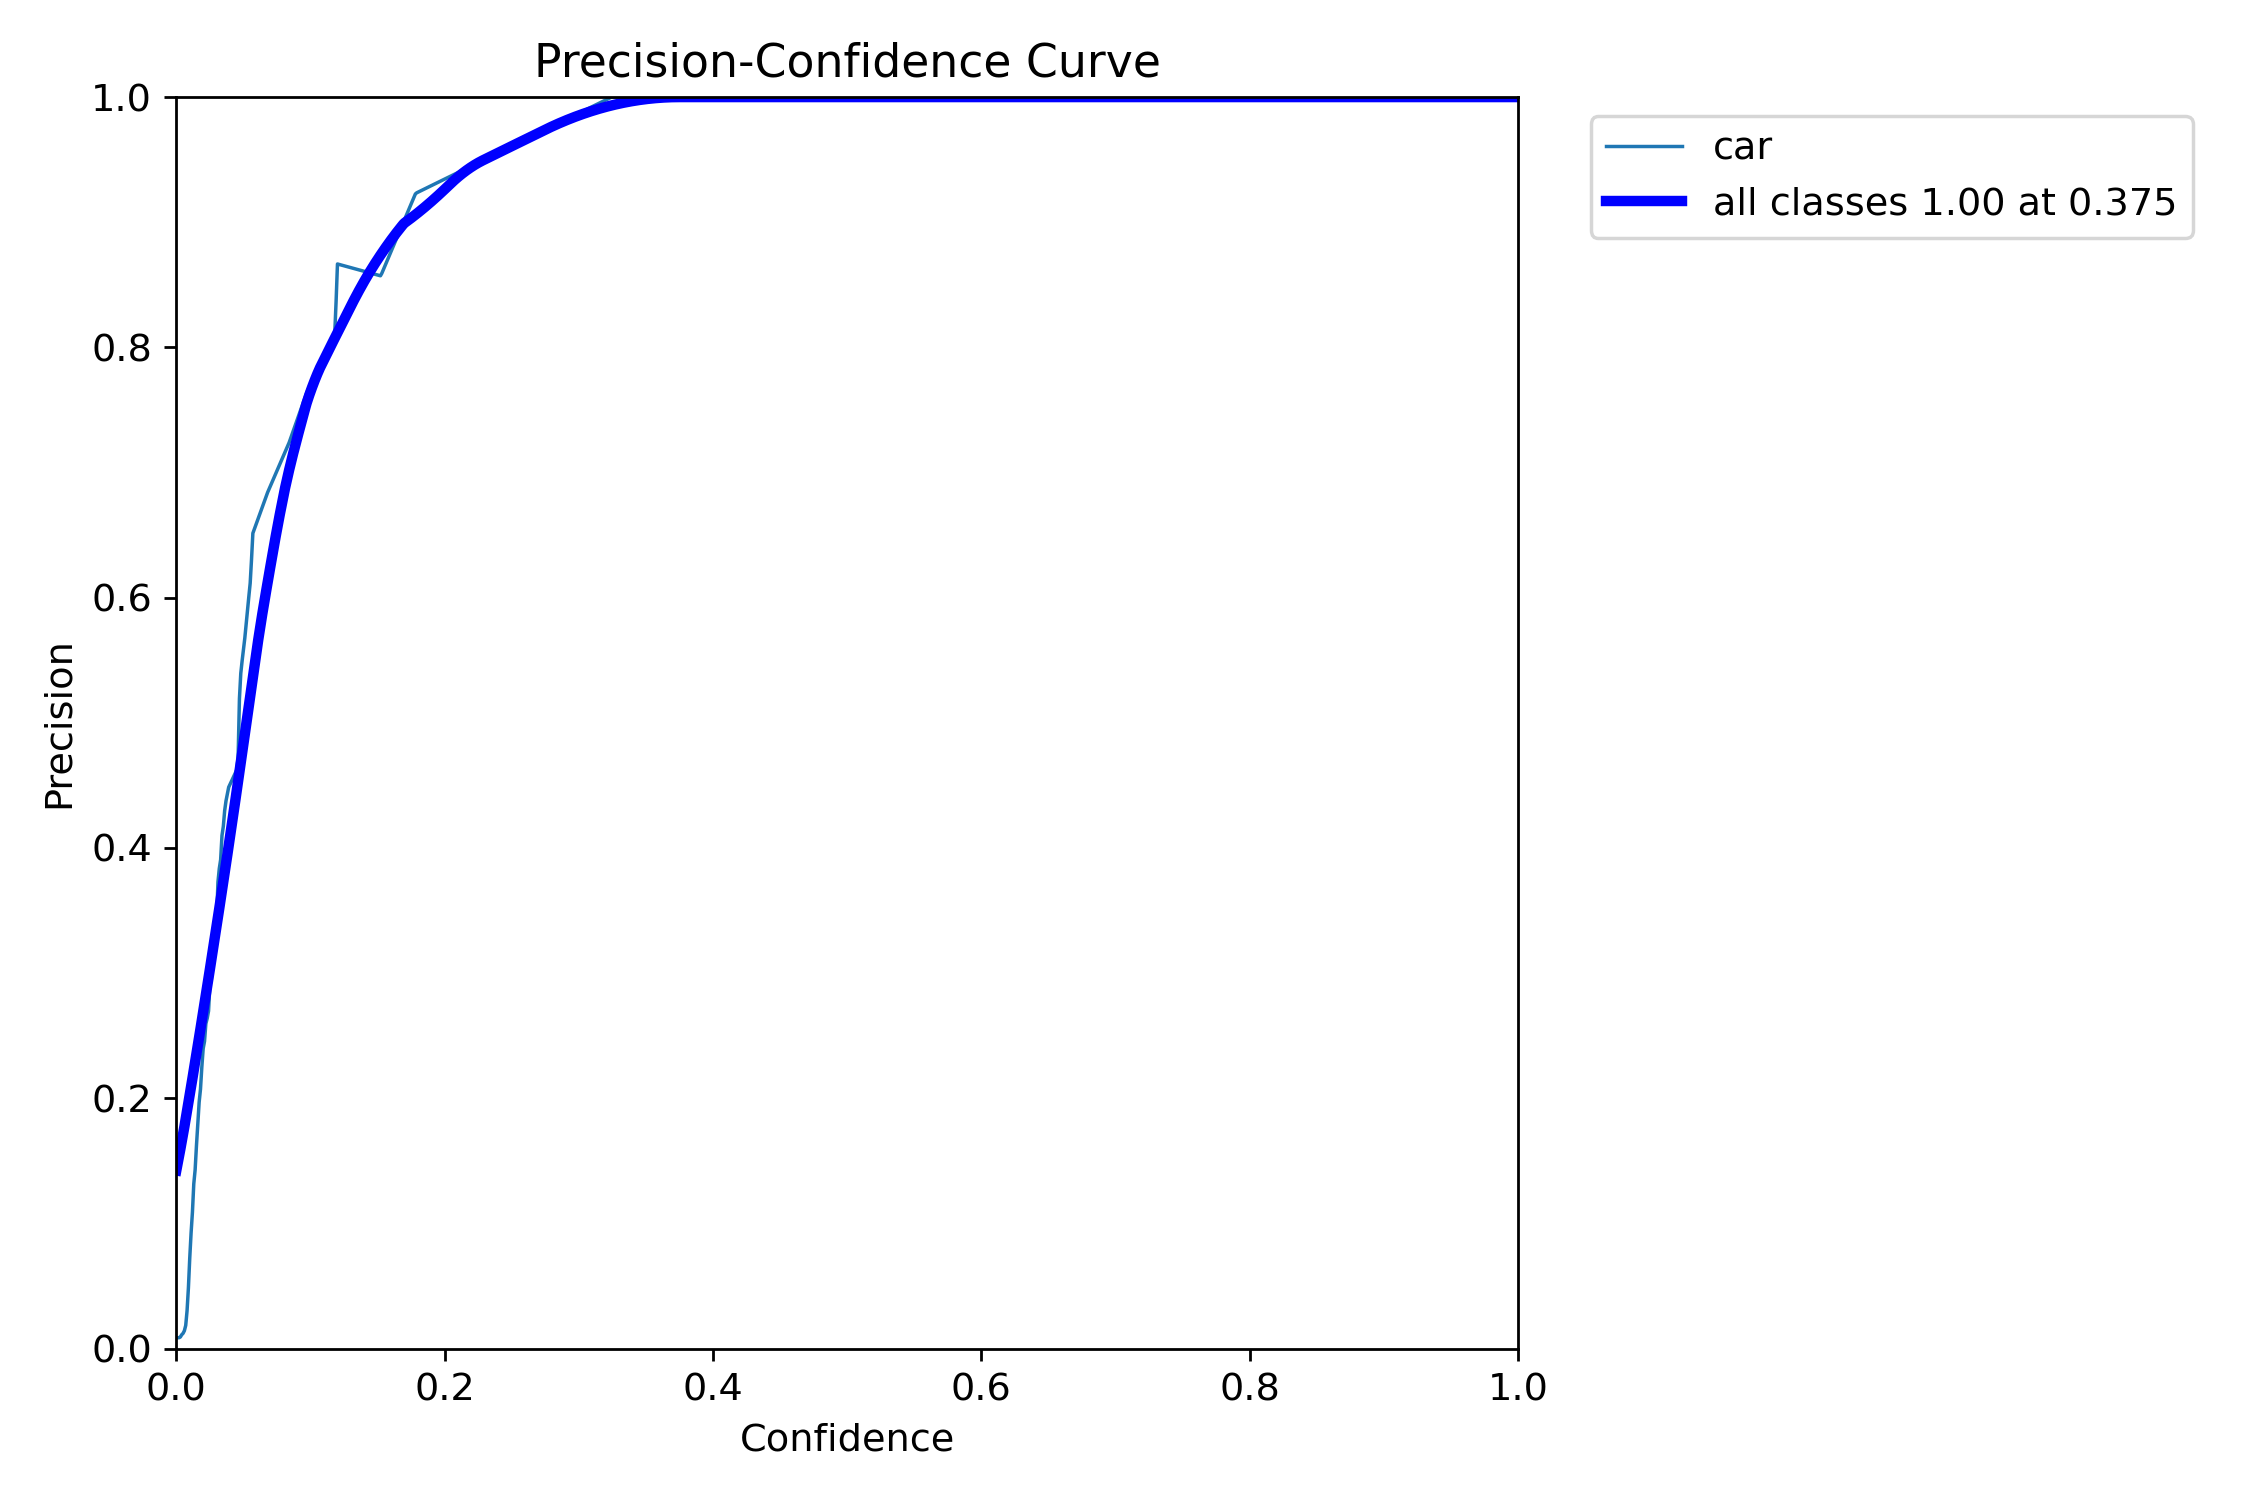 Precision-Confidence Curve
1.0
0.8
0.6
0.4
0.2
0.0
Precision
0.0 0.2 0.4 0.6 0.8 1.0
Confidence
car
all classes 1.00 at 0.375